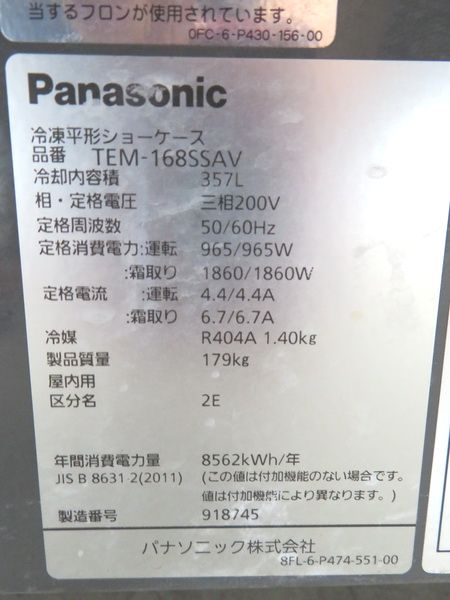 当するフロンが使用されています。
0FC-6-P430-156-00
Panasonic
冷凍平形ショーケース
品番 TEM-168SSAV
冷却内容積 357L
相・定格電圧 三相200V
定格周波数 50/60Hz
定格消費電力:運転 965/965W
:霜取り 1860/1860W
定格電流 :運転 4.4/4.4A
:霜取り 6.7/6.7A
冷媒 R404A 1.40kg
製品質量 179kg
屋内用
区分名 2E
年間消費電力量 8562kWh/年
JIS B 8631-2(2011) (この値は付加機能のない場合です。
値は付加機能により異なります。)
製造番号 918745
パナソニック株式会社
8FL-6-P474-551-00